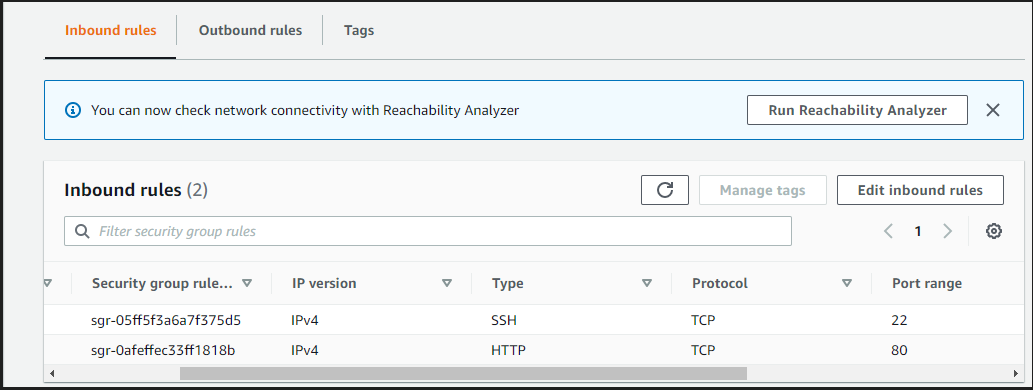 Inbound rules Outbound rules Tags
You can now check network connectivity with Reachability Analyzer Run Reachability Analyzer
Inbound rules (2) Manage tags Edit inbound rules
Filter security group rules 1
Security group rule... IP version Type Protocol Port range
sgr-05ff5f3a6a7f375d5 IPv4 SSH TCP 22
sgr-0afeffec33ff1818b IPv4 HTTP TCP 80